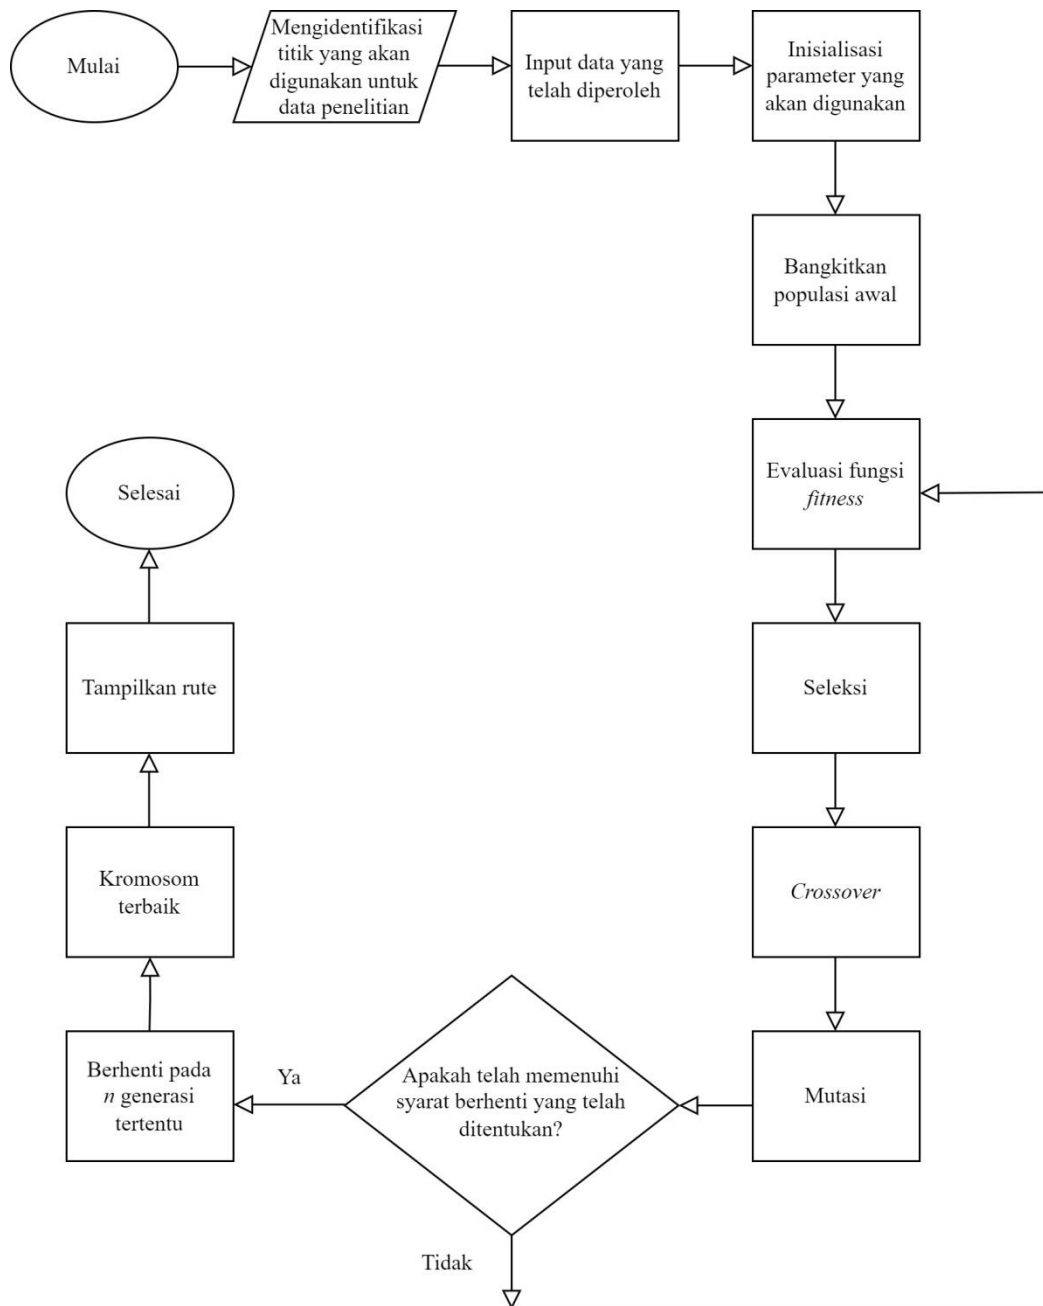 Mulai
Mengidentifikasi
titik yang akan
digunakan untuk
data penelitian
Input data yang
telah diperoleh
Inisialisasi
parameter yang
akan digunakan
Bangkitkan
populasi awal
Evaluasi fungsi
fitness
Seleksi
Crossover
Mutasi
Apakah telah memenuhi
syarat berhenti yang telah
ditentukan?
Tidak
Ya
Berhenti pada
n generasi
tertentu
Kromosom
terbaik
Tampilkan rute
Selesai